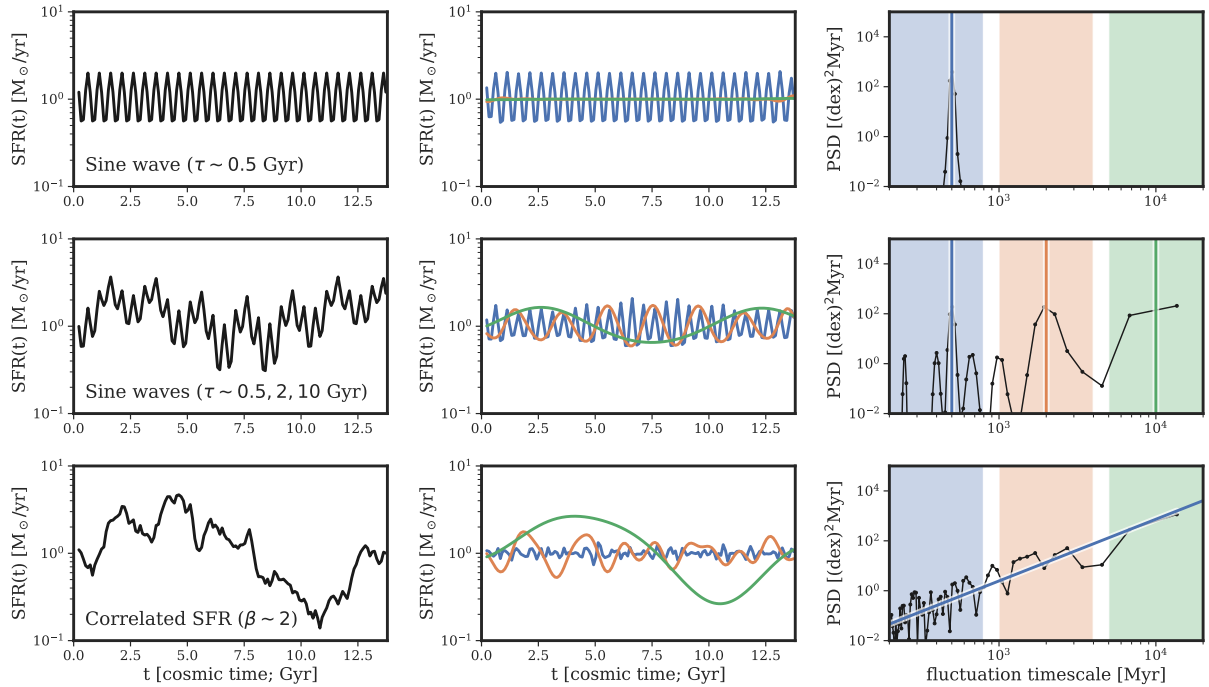 SFR(t) [M⊙/yr]
10¹
10⁰
10⁻¹
Sine wave (τ ∼ 0.5 Gyr)
0.0 2.5 5.0 7.5 10.0 12.5
SFR(t) [M⊙/yr]
10¹
10⁰
10⁻¹
0.0 2.5 5.0 7.5 10.0 12.5
PSD [(dex)²Myr]
10⁴
10²
10⁰
10⁻²
10³ 10⁴
SFR(t) [M⊙/yr]
10¹
10⁰
10⁻¹
Sine waves (τ ∼ 0.5, 2, 10 Gyr)
0.0 2.5 5.0 7.5 10.0 12.5
SFR(t) [M⊙/yr]
10¹
10⁰
10⁻¹
0.0 2.5 5.0 7.5 10.0 12.5
PSD [(dex)²Myr]
10⁴
10²
10⁰
10⁻²
10³ 10⁴
SFR(t) [M⊙/yr]
10¹
10⁰
10⁻¹
Correlated SFR (β ∼ 2)
0.0 2.5 5.0 7.5 10.0 12.5
t [cosmic time; Gyr]
SFR(t) [M⊙/yr]
10¹
10⁰
10⁻¹
0.0 2.5 5.0 7.5 10.0 12.5
t [cosmic time; Gyr]
PSD [(dex)²Myr]
10⁴
10²
10⁰
10⁻²
10³ 10⁴
fluctuation timescale [Myr]